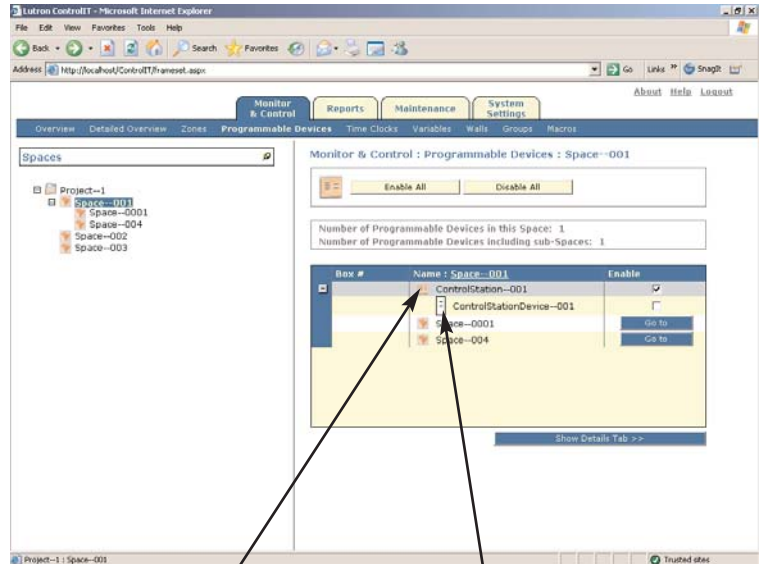 Lutron ControlIT - Microsoft Internet Explorer
File Edit View Favorites Tools Help
Back Search Favorites
Address http://localhost/ControlIT/frameset.aspx Go Links » SnagIt
About Help Logout
Monitor & Control Reports Maintenance System Settings
Overview Detailed Overview Zones Programmable Devices Time Clocks Variables Walls Groups Macros
Spaces
Project--1
Space--001
Space--0001
Space--004
Space--002
Space--003
Monitor & Control : Programmable Devices : Space--001
Enable All Disable All
Number of Programmable Devices in this Space: 1
Number of Programmable Devices including sub-Spaces: 1
Box # Name : Space--001 Enable
ControlStation--001
ControlStationDevice--001
Space--0001 Go to
Space--004 Go to
Show Details Tab >>
Project--1 : Space--001 Trusted sites